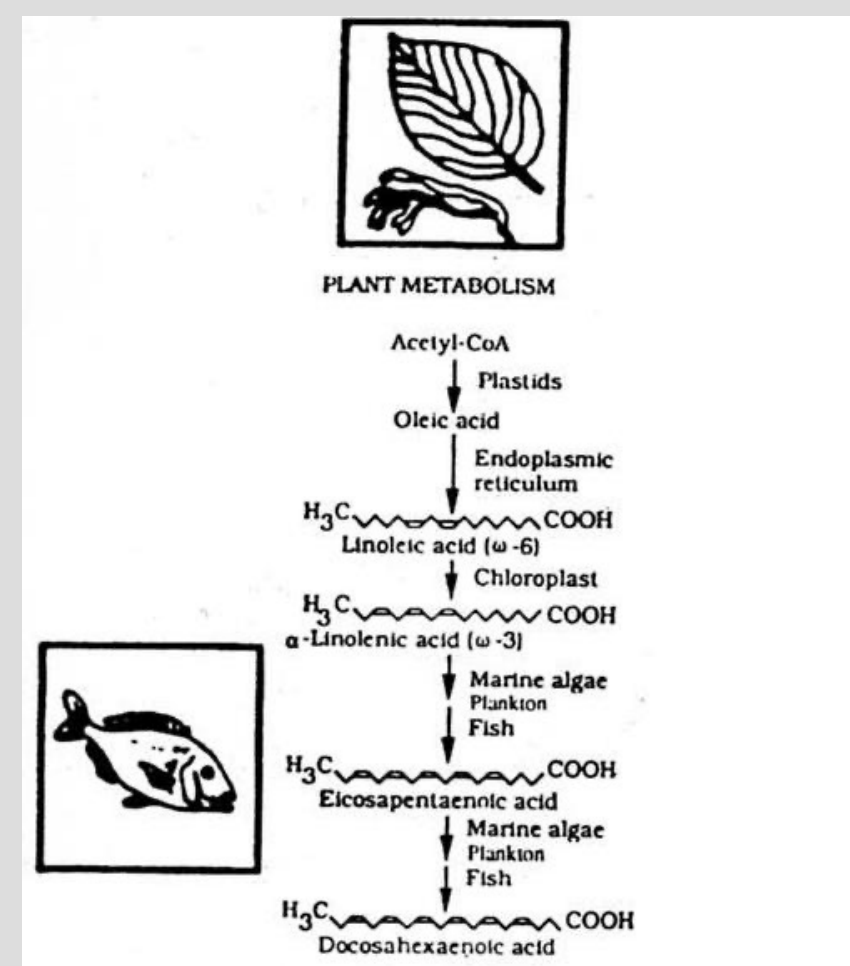 PLANT METABOLISM
Acetyl-CoA
Plastids
Oleic acid
Endoplasmic
reticulum
H₃C COOH
Linoleic acid (ω-6)
Chloroplast
H₃C COOH
α-Linolenic acid (ω-3)
Marine algae
Plankton
Fish
H₃C COOH
Eicosapentaenoic acid
Marine algae
Plankton
Fish
H₃C COOH
Docosahexaenoic acid